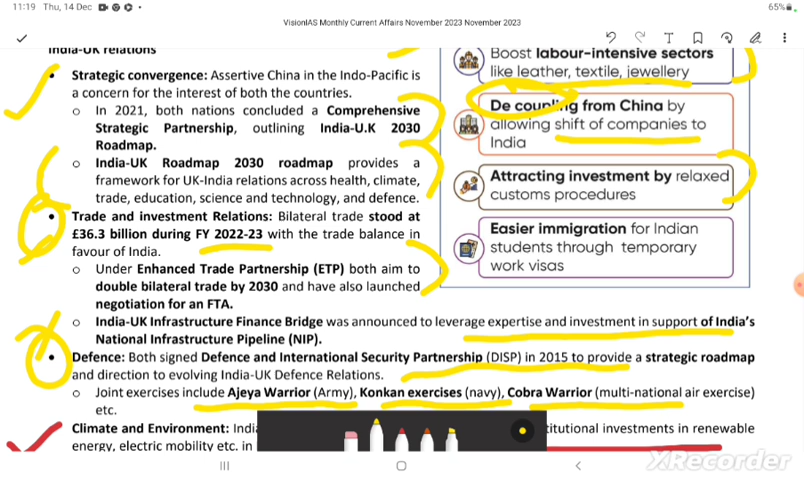 11:19 Thu, 14 Dec
65%
VisionIAS Monthly Current Affairs November 2023 November 2023
India-UK relations
• Strategic convergence: Assertive China in the Indo-Pacific is
a concern for the interest of both the countries.
o In 2021, both nations concluded a Comprehensive
Strategic Partnership, outlining India-U.K 2030
Roadmap.
o India-UK Roadmap 2030 roadmap provides a
framework for UK-India relations across health, climate,
trade, education, science and technology, and defence.
• Trade and investment Relations: Bilateral trade stood at
£36.3 billion during FY 2022-23 with the trade balance in
favour of India.
o Under Enhanced Trade Partnership (ETP) both aim to
double bilateral trade by 2030 and have also launched
negotiation for an FTA.
Boost labour-intensive sectors
like leather, textile, jewellery
De coupling from China by
allowing shift of companies to
India
Attracting investment by relaxed
customs procedures
Easier immigration for Indian
students through temporary
work visas
o India-UK Infrastructure Finance Bridge was announced to leverage expertise and investment in support of India's
National Infrastructure Pipeline (NIP).
• Defence: Both signed Defence and International Security Partnership (DISP) in 2015 to provide a strategic roadmap
and direction to evolving India-UK Defence Relations.
o Joint exercises include Ajeya Warrior (Army), Konkan exercises (navy), Cobra Warrior (multi-national air exercise)
etc.
Climate and Environment: titutional investments in renewable
energy, electric mobility etc. in
XRecorder